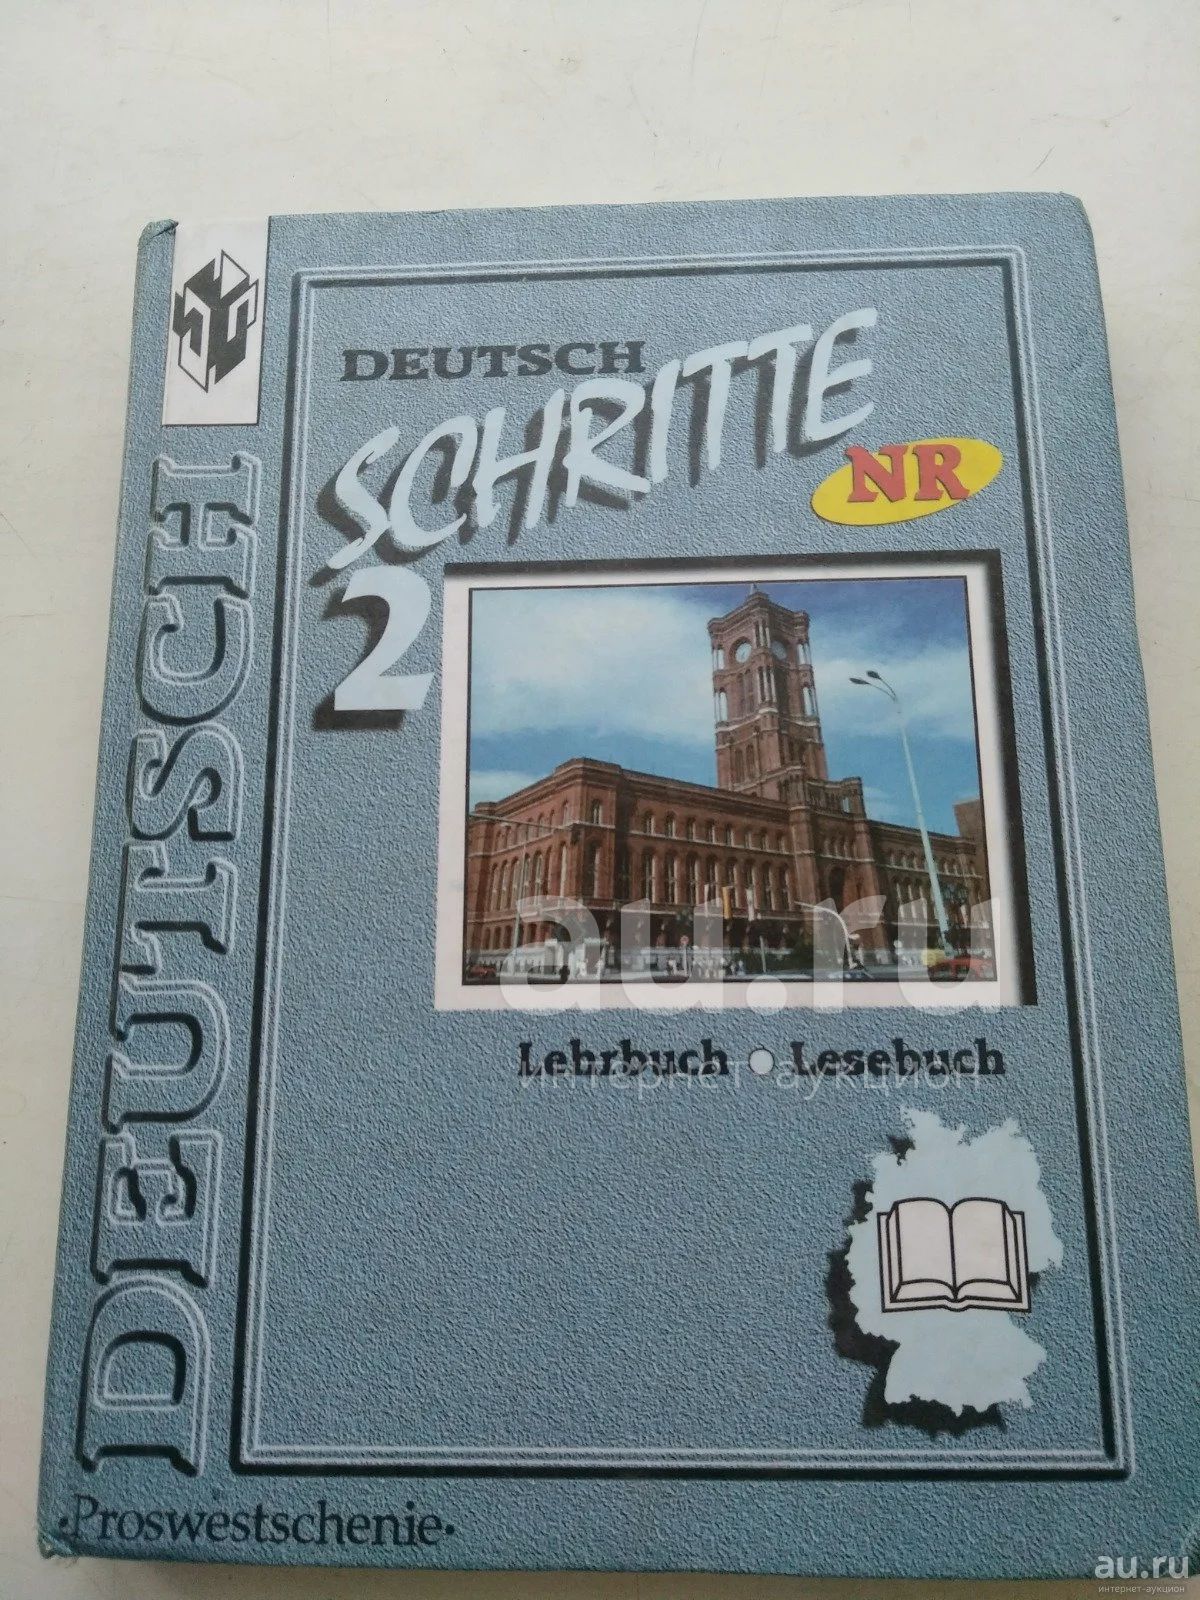 DEUTSCH
DEUTSCH
SCHRITTE
NR
2
au.ru
Lehrbuch Lesebuch
интернет-аукцион
·Proswestschenie·
au.ru
интернет-аукцион